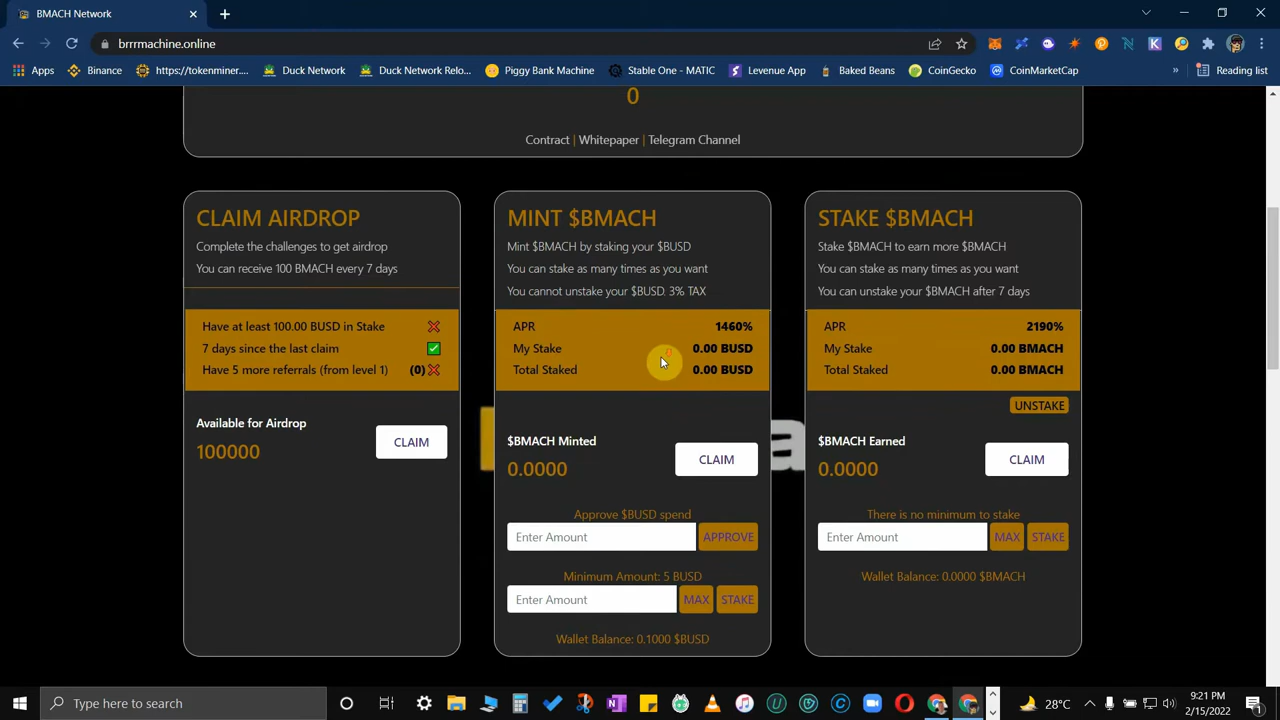 BMACH Network
brrrmachine.online
Apps
Binance
https://tokenminer....
Duck Network
Duck Network Relo...
Piggy Bank Machine
Stable One - MATIC
Levenue App
Baked Beans
CoinGecko
CoinMarketCap
»
Reading list
0
Contract | Whitepaper | Telegram Channel
CLAIM AIRDROP
Complete the challenges to get airdrop
You can receive 100 BMACH every 7 days
Have at least 100.00 BUSD in Stake
7 days since the last claim
Have 5 more referrals (from level 1) (0)
Available for Airdrop
100000
CLAIM
MINT $BMACH
Mint $BMACH by staking your $BUSD
You can stake as many times as you want
You cannot unstake your $BUSD. 3% TAX
APR 1460%
My Stake 0.00 BUSD
Total Staked 0.00 BUSD
$BMACH Minted
0.0000
CLAIM
Approve $BUSD spend
Enter Amount APPROVE
Minimum Amount: 5 BUSD
Enter Amount MAX STAKE
Wallet Balance: 0.1000 $BUSD
STAKE $BMACH
Stake $BMACH to earn more $BMACH
You can stake as many times as you want
You can unstake your $BMACH after 7 days
APR 2190%
My Stake 0.00 BMACH
Total Staked 0.00 BMACH
UNSTAKE
$BMACH Earned
0.0000
CLAIM
There is no minimum to stake
Enter Amount MAX STAKE
Wallet Balance: 0.0000 $BMACH
Type here to search
28°C
9:21 PM
2/15/2022